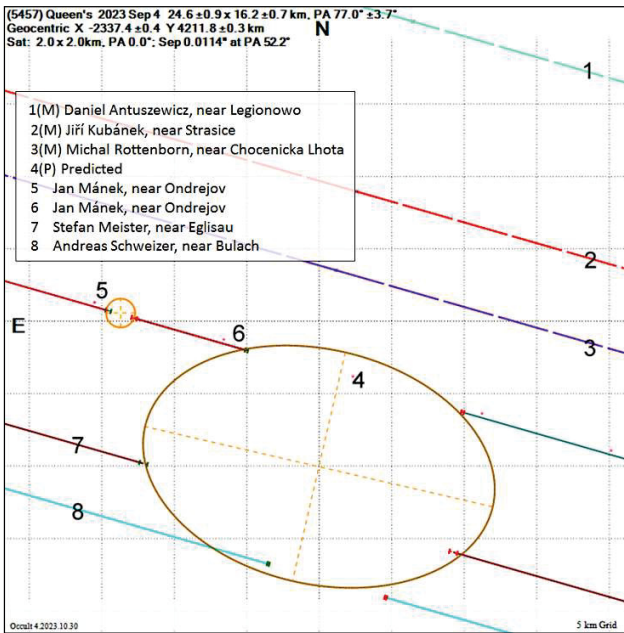 (5457) Queen's 2023 Sep 4 24.6 ±0.9 x 16.2 ±0.7 km, PA 77.0° ±3.7°
Geocentric X -2337.4 ±0.4 Y 4211.8 ±0.3 km
Sat: 2.0 x 2.0km, PA 0.0°; Sep 0.0114" at PA 52.2°
N
1
1(M) Daniel Antuszewicz, near Legionowo
2(M) Jiří Kubánek, near Strasice
3(M) Michal Rottenborn, near Chocenicka Lhota
4(P) Predicted
5 Jan Mánek, near Ondrejov
6 Jan Mánek, near Ondrejov
7 Stefan Meister, near Eglisau
8 Andreas Schweizer, near Bulach
2
5
E
6
3
4
7
8
Occult 4.2023.10.30
5 km Grid